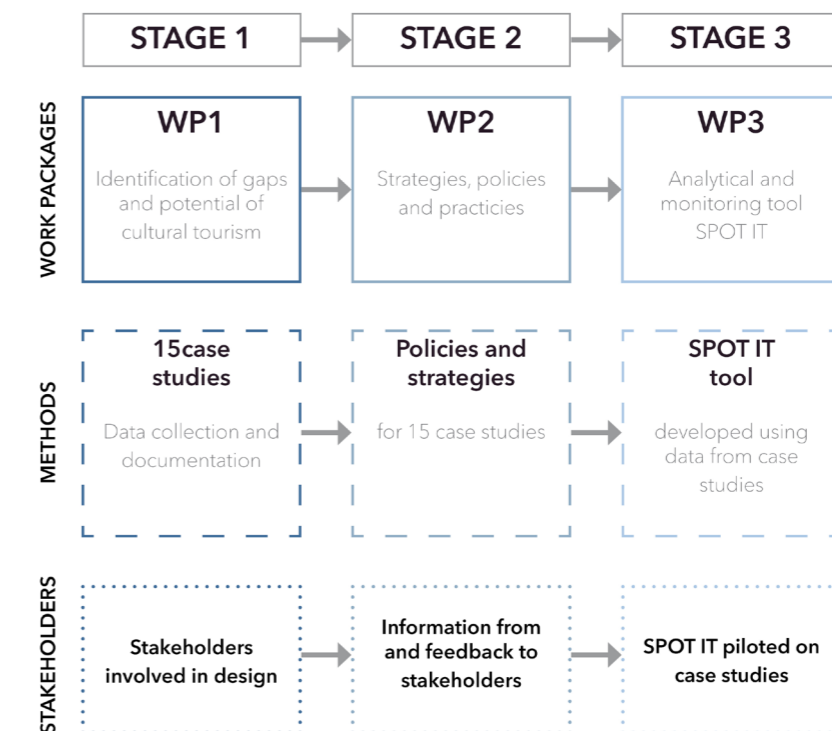 STAGE 1
STAGE 2
STAGE 3
WORK PACKAGES
WP1
Identification of gaps
and potential of
cultural tourism
WP2
Strategies, policies
and practicies
WP3
Analytical and
monitoring tool
SPOT IT
METHODS
15case
studies
Data collection and
documentation
Policies and
strategies
for 15 case studies
SPOT IT
tool
developed using
data from case
studies
STAKEHOLDERS
Stakeholders
involved in design
Information from
and feedback to
stakeholders
SPOT IT piloted on
case studies